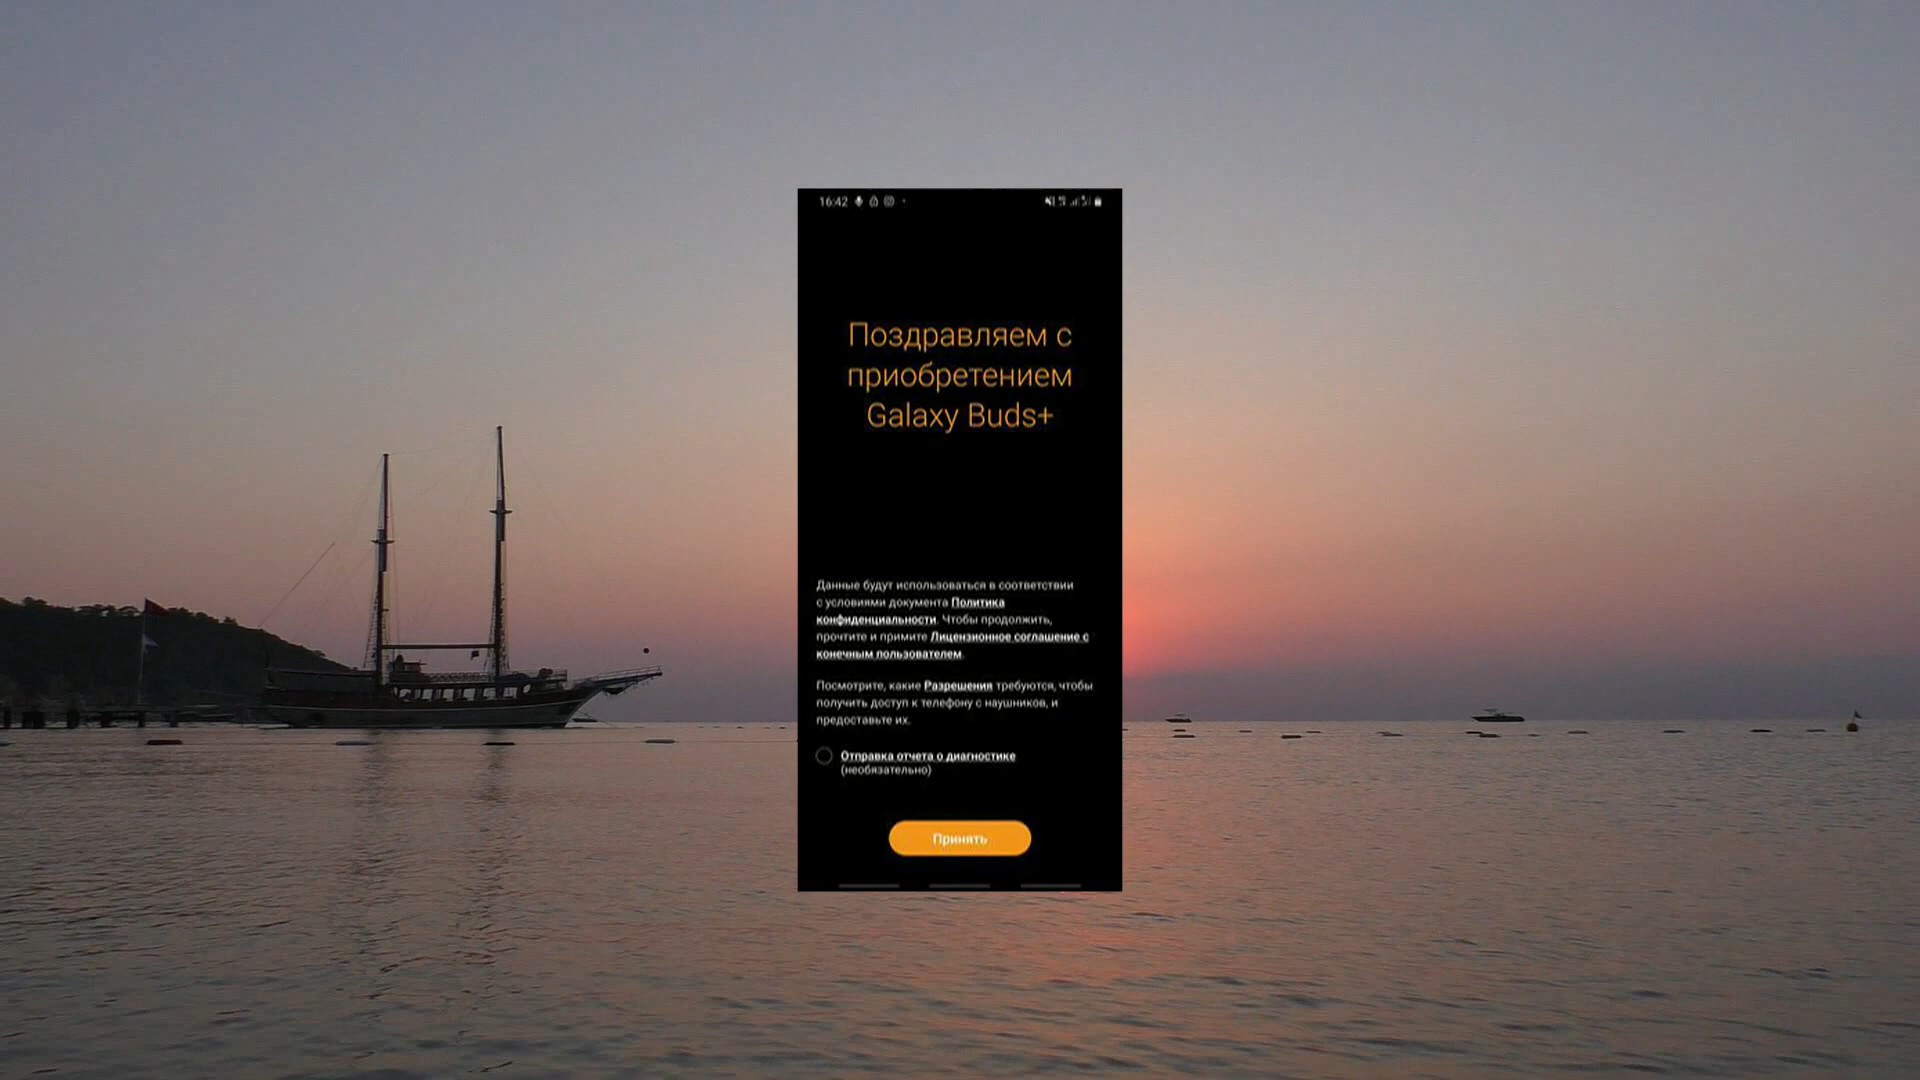 16:42
Поздравляем с
приобретением
Galaxy Buds+
Данные будут использоваться в соответствии
с условиями документа Политика
конфиденциальности. Чтобы продолжить,
прочтите и примите Лицензионное соглашение с
конечным пользователем.
Посмотрите, какие Разрешения требуются, чтобы
получить доступ к телефону с наушников, и
предоставьте их.
Отправка отчета о диагностике
(необязательно)
Принять